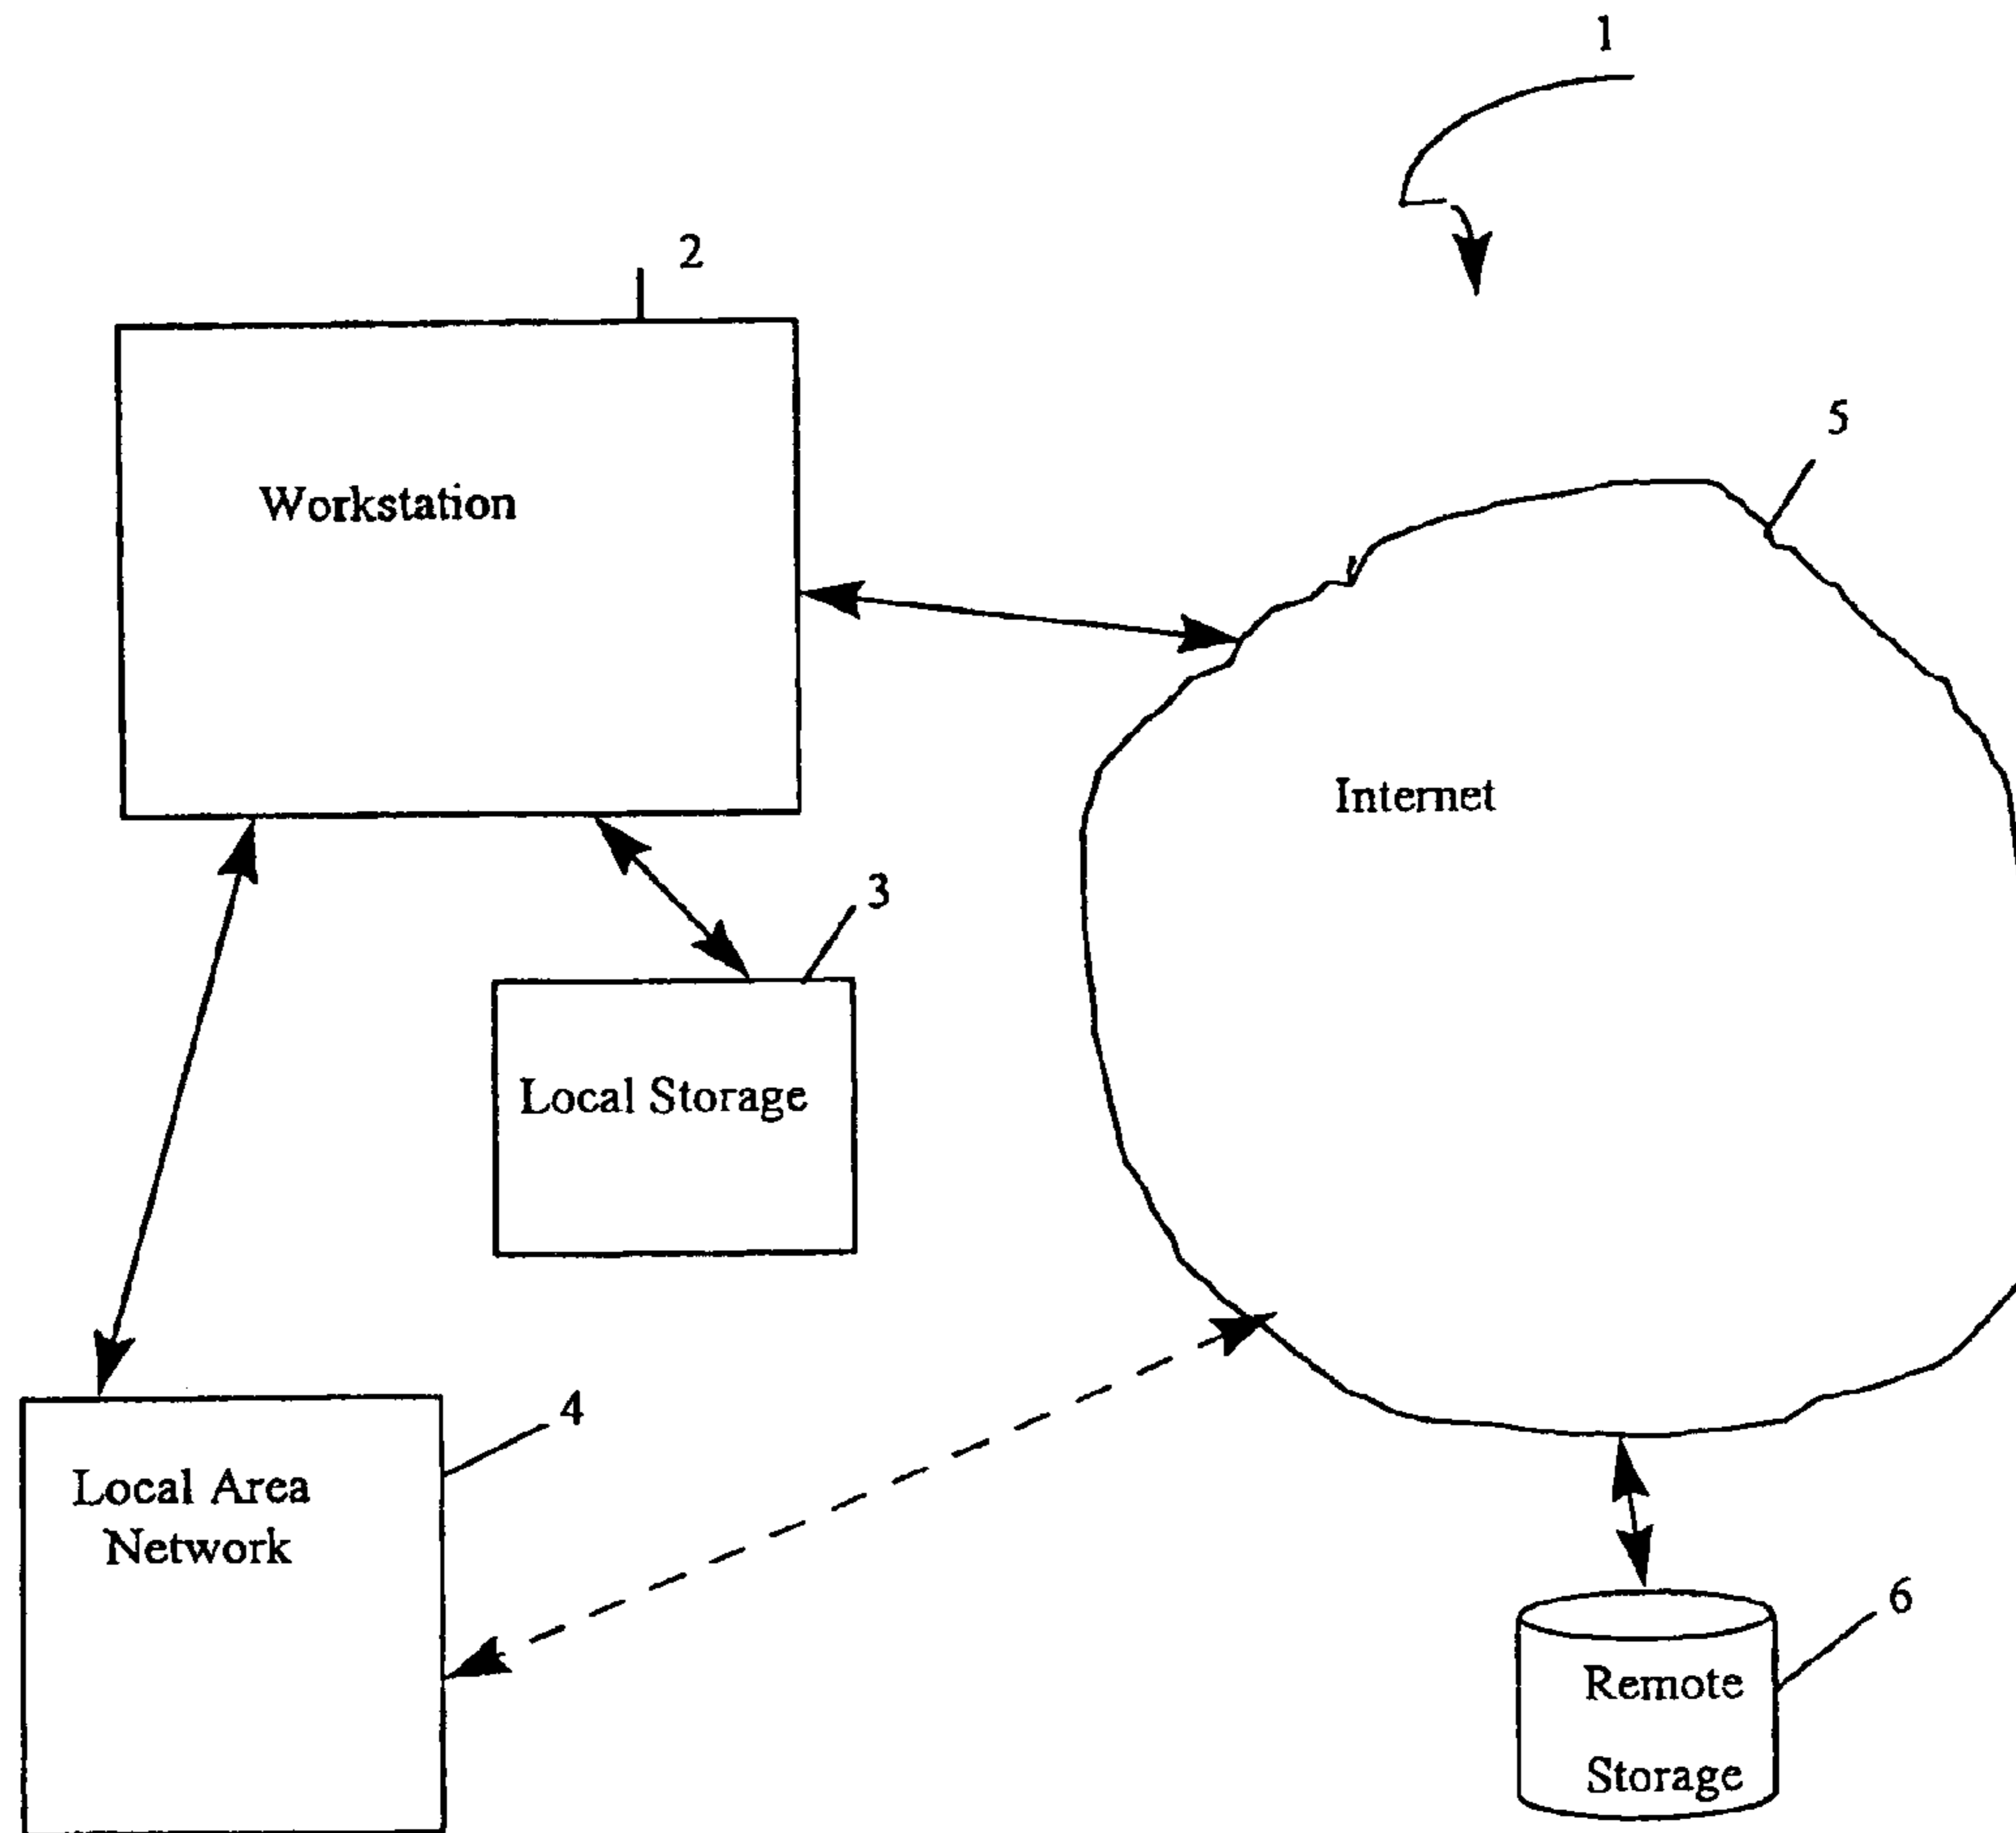 1
2
Workstation
5
Internet
3
Local Storage
4
Local Area
Network
6
Remote
Storage